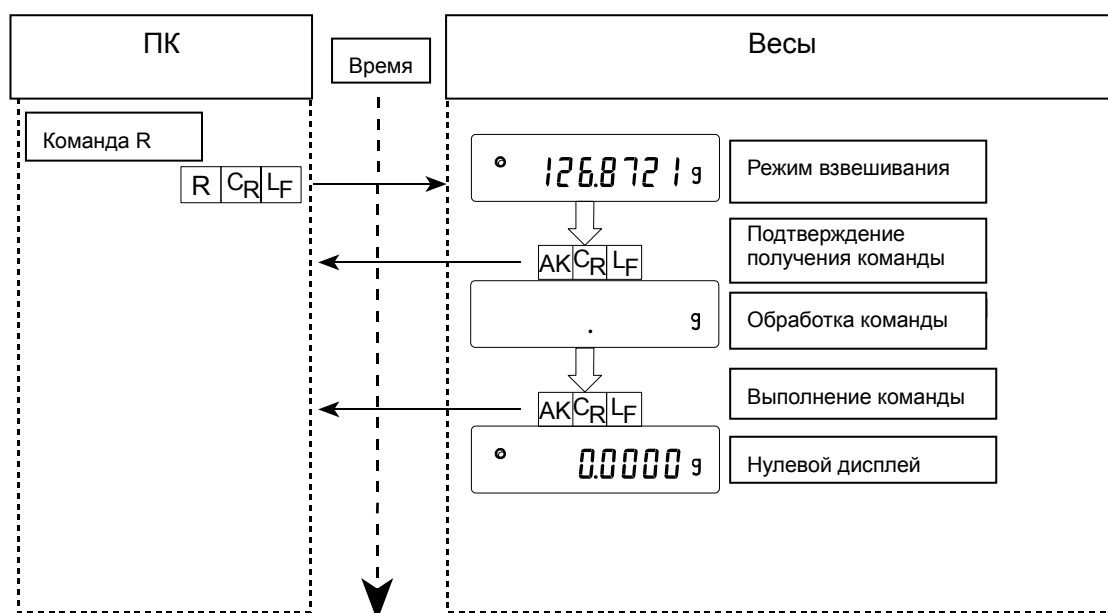 ПК
Время
Весы
Команда R
R CR LF
126.8721 g
Режим взвешивания
AK CR LF
Подтверждение
получения команды
. g
Обработка команды
AK CR LF
Выполнение команды
0.0000 g
Нулевой дисплей